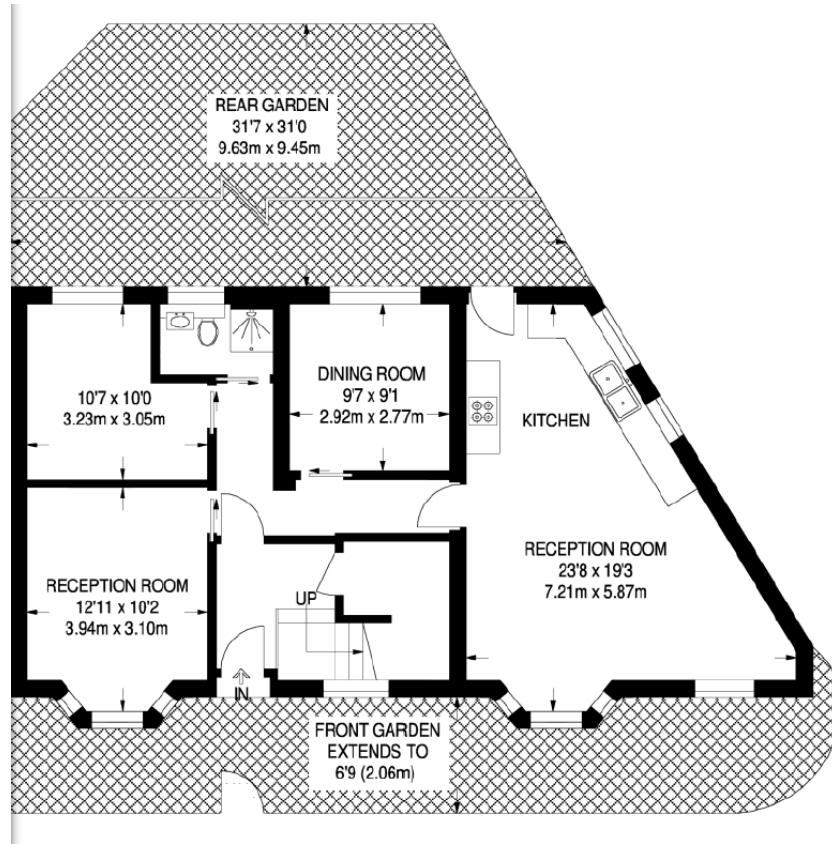 REAR GARDEN
31'7 x 31'0
9.63m x 9.45m
10'7 x 10'0
3.23m x 3.05m
DINING ROOM
9'7 x 9'1
2.92m x 2.77m
KITCHEN
RECEPTION ROOM
23'8 x 19'3
7.21m x 5.87m
RECEPTION ROOM
12'11 x 10'2
3.94m x 3.10m
UP
IN
FRONT GARDEN
EXTENDS TO
6'9 (2.06m)